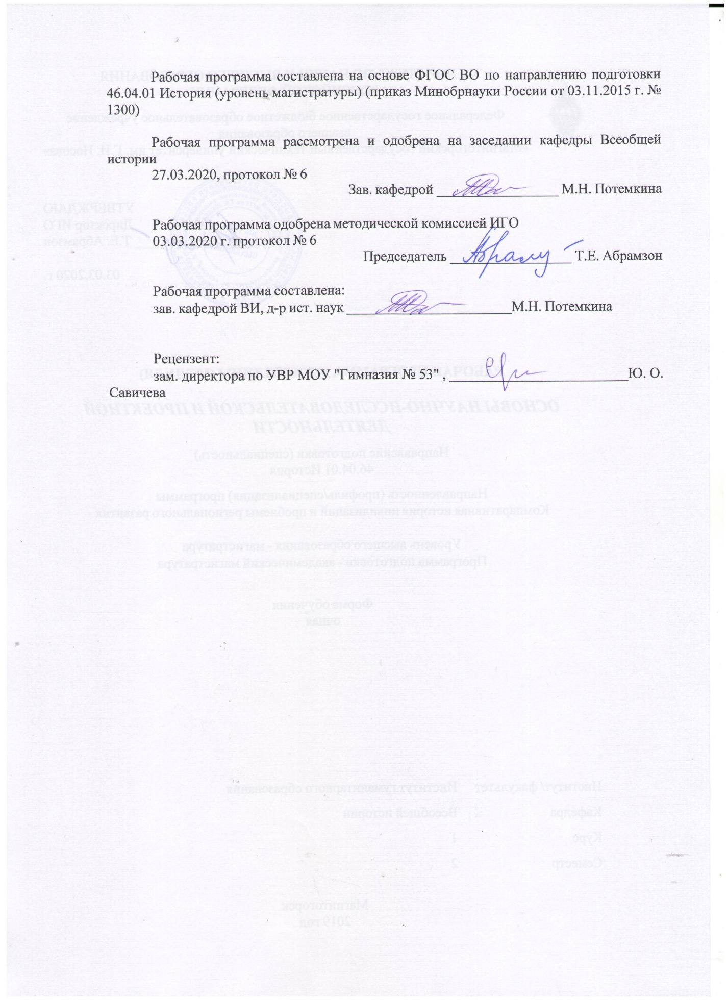 Рабочая программа составлена на основе ФГОС ВО по направлению подготовки
46.04.01 История (уровень магистратуры) (приказ Минобрнауки России от 03.11.2015 г. №
1300)
Рабочая программа рассмотрена и одобрена на заседании кафедры Всеобщей
истории
27.03.2020, протокол № 6
Зав. кафедрой _________________ М.Н. Потемкина
Рабочая программа одобрена методической комиссией ИГО
03.03.2020 г. протокол № 6
Председатель _________________ Т.Е. Абрамзон
Рабочая программа составлена:
зав. кафедрой ВИ, д-р ист. наук _______________________М.Н. Потемкина
Рецензент:
зам. директора по УВР МОУ "Гимназия № 53" , _________________________Ю. О.
Савичева